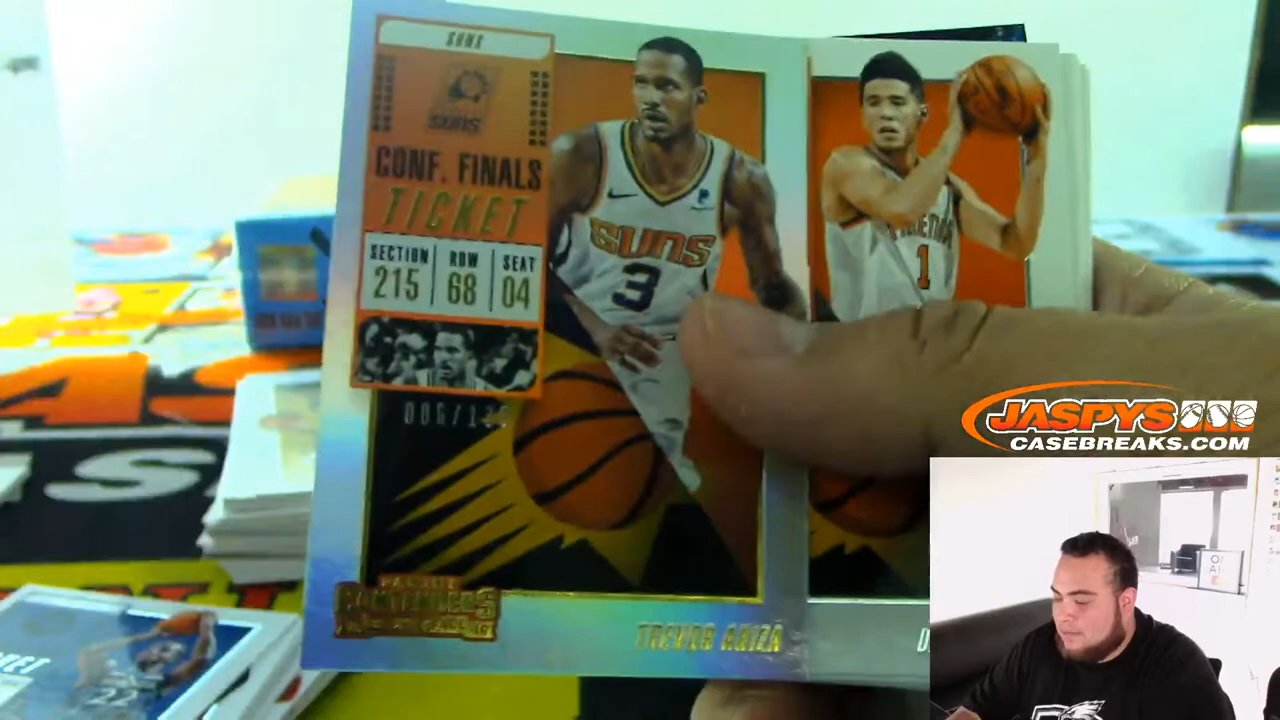 SUNS
SUNS
CONF. FINALS
TICKET
SECTION ROW SEAT
215 68 04
SUNS
3
1
CONTENDERS
TREVOR ARIZA
JASPYS
CASEBREAKS.COM